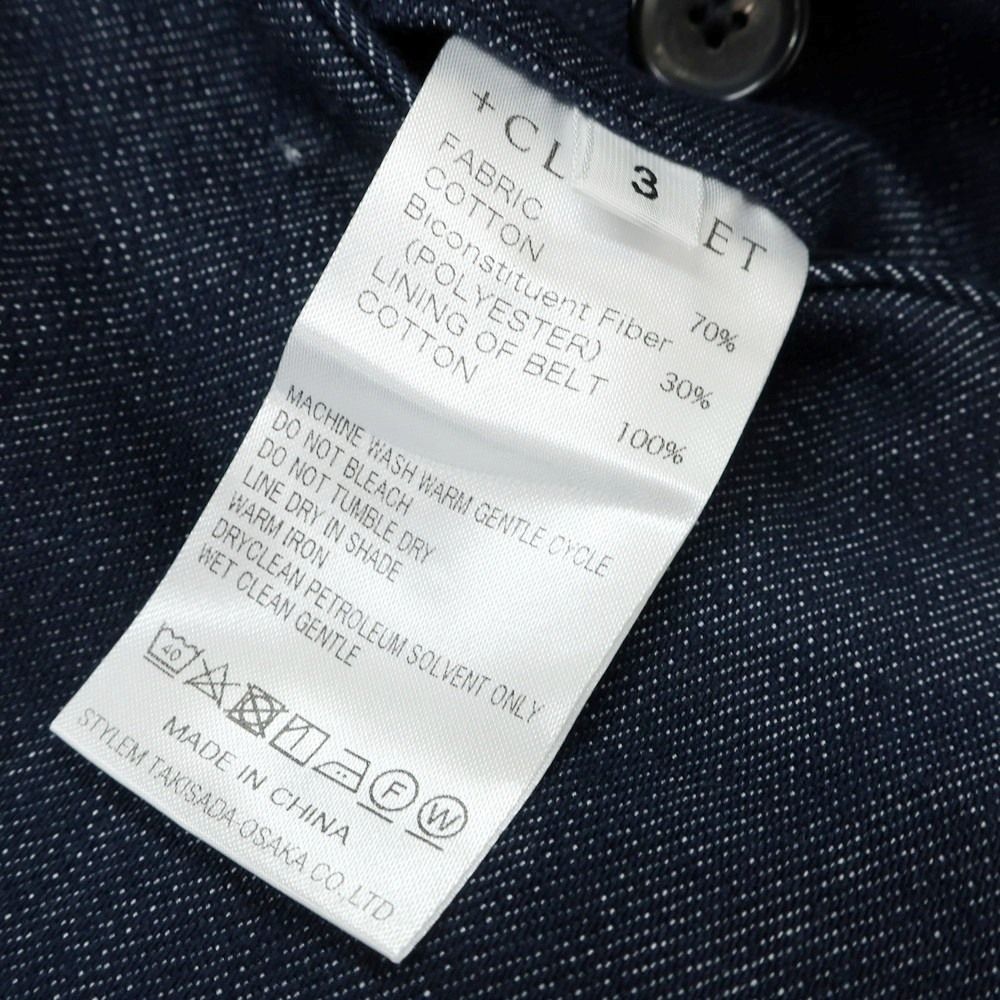 +CL ET
3
FABRIC
COTTON 70%
Biconstituent Fiber
(POLYESTER) 30%
LINING OF BELT
COTTON 100%
MACHINE WASH WARM GENTLE CYCLE
DO NOT BLEACH
DO NOT TUMBLE DRY
LINE DRY IN SHADE
WARM IRON
DRYCLEAN PETROLEUM SOLVENT ONLY
WET CLEAN GENTLE
40 F W
MADE IN CHINA
STYLEM TAKISADA-OSAKA CO.,LTD